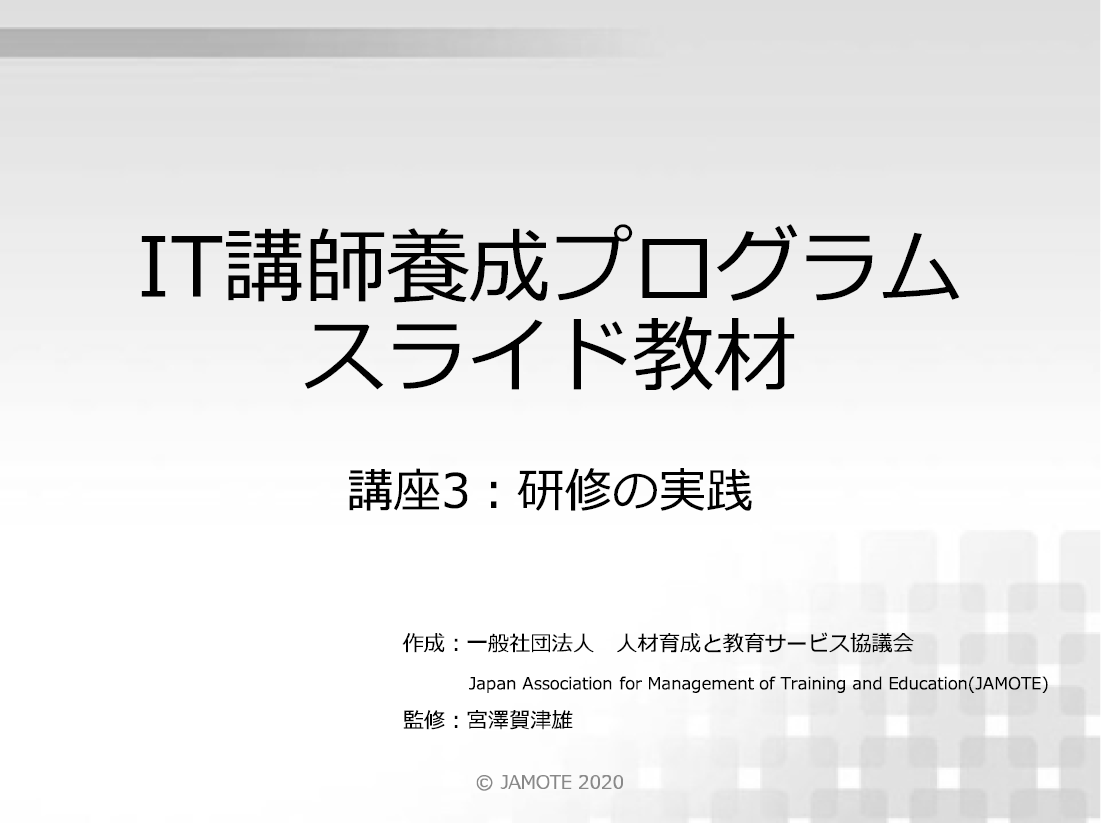 IT講師養成プログラム
スライド教材
講座3：研修の実践
作成：一般社団法人　人材育成と教育サービス協議会
Japan Association for Management of Training and Education(JAMOTE)
監修：宮澤賀津雄
© JAMOTE 2020